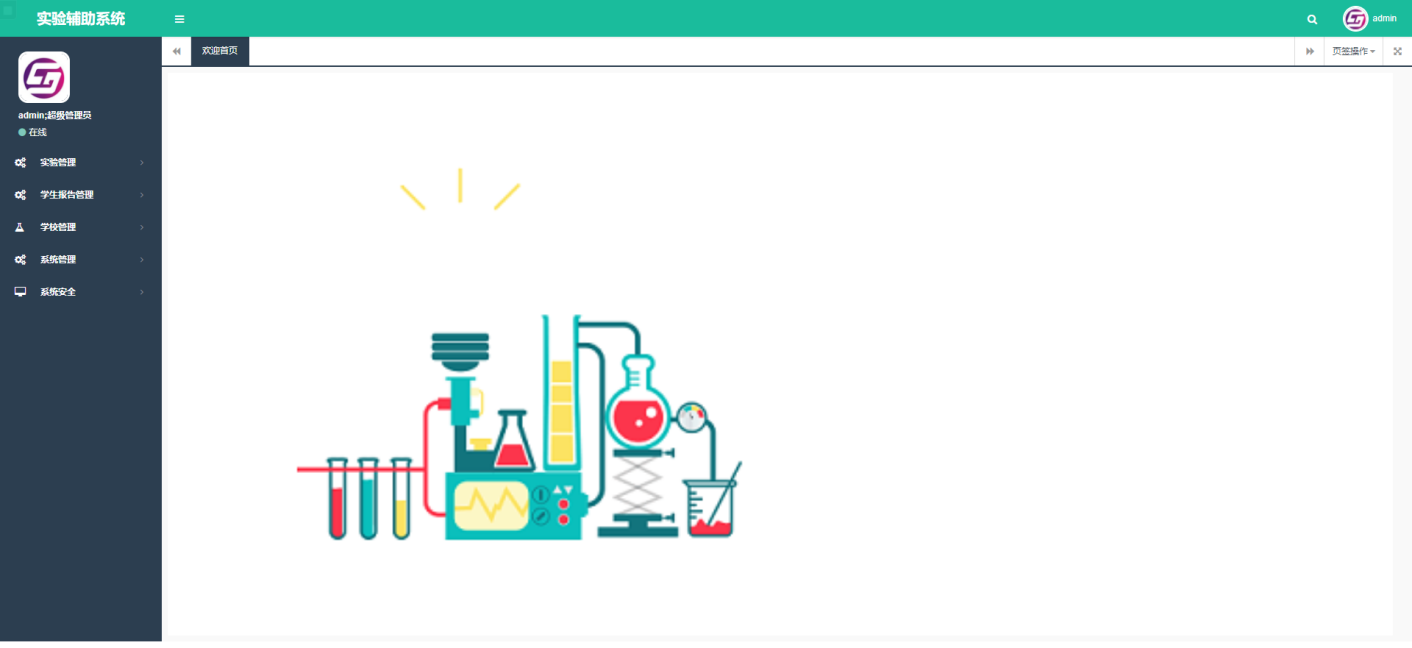 实验辅助系统
admin
欢迎首页
页签操作
admin;超级管理员
在线
实验管理
学生报告管理
学校管理
系统管理
系统安全